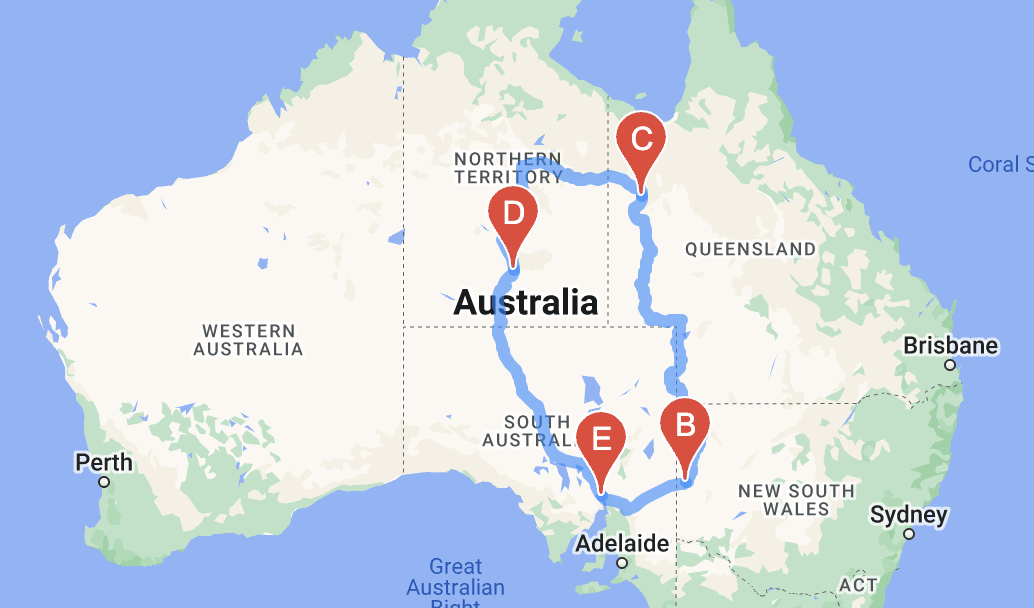 C
Coral S
NORTHERN
TERRITORY
D
QUEENSLAND
Australia
WESTERN
AUSTRALIA
Brisbane
SOUTH
AUSTRAL
E
B
Perth
NEW SOUTH
WALES
Sydney
Adelaide
Great
Australian
Bight
ACT